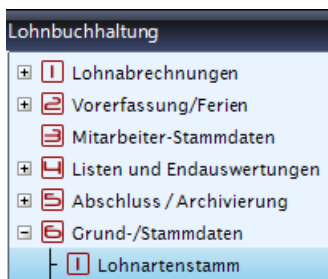 Lohnbuchhaltung
1 Lohnabrechnungen
2 Vorerfassung/Ferien
3 Mitarbeiter-Stammdaten
4 Listen und Endauswertungen
5 Abschluss / Archivierung
6 Grund-/Stammdaten
1 Lohnartenstamm